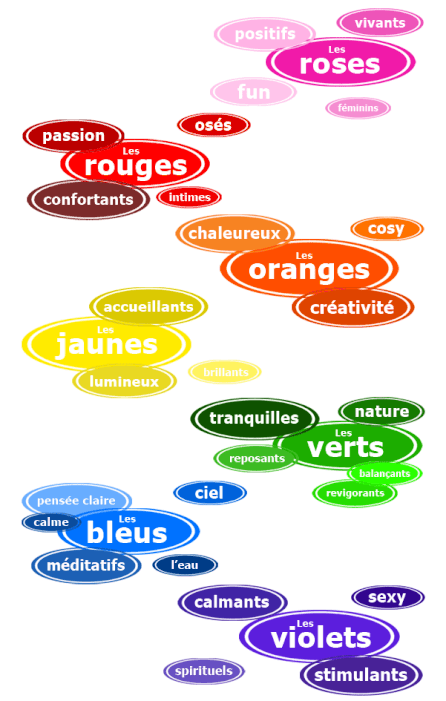 vivants
positifs
Les
roses
fun
féminins
osés
passion
Les
rouges
intimes
confortants
cosy
chaleureux
Les
oranges
créativité
accueillants
Les
jaunes
brillants
lumineux
nature
tranquilles
Les
verts
reposants
balançants
revigorants
ciel
pensée claire
calme
Les
bleus
méditatifs
l'eau
sexy
calmants
Les
violets
spirituels
stimulants